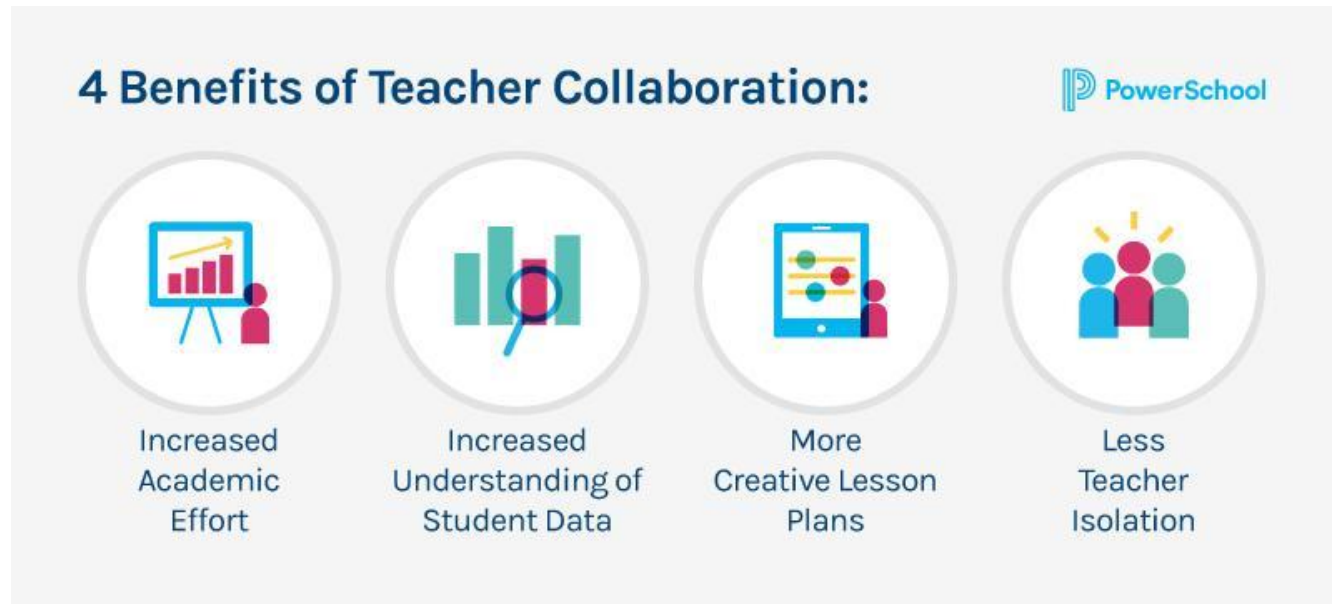 4 Benefits of Teacher Collaboration:
PowerSchool
Increased
Academic
Effort
Increased
Understanding of
Student Data
More
Creative Lesson
Plans
Less
Teacher
Isolation